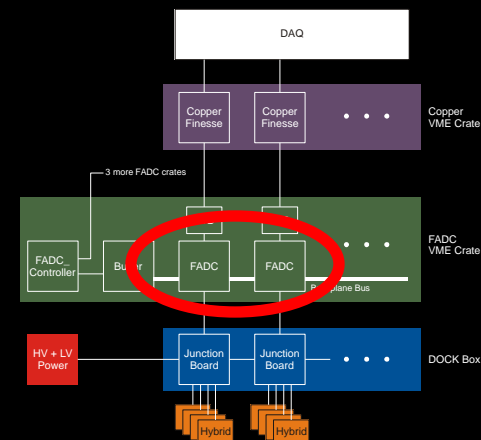 DAQ
Copper
Finesse
Copper
Finesse
Copper
VME Crate
3 more FADC crates
FADC_
Controller
FADC
FADC
FADC
VME Crate
HV + LV
Power
Junction
Board
Junction
Board
DOCK Box
Hybrid
Hybrid